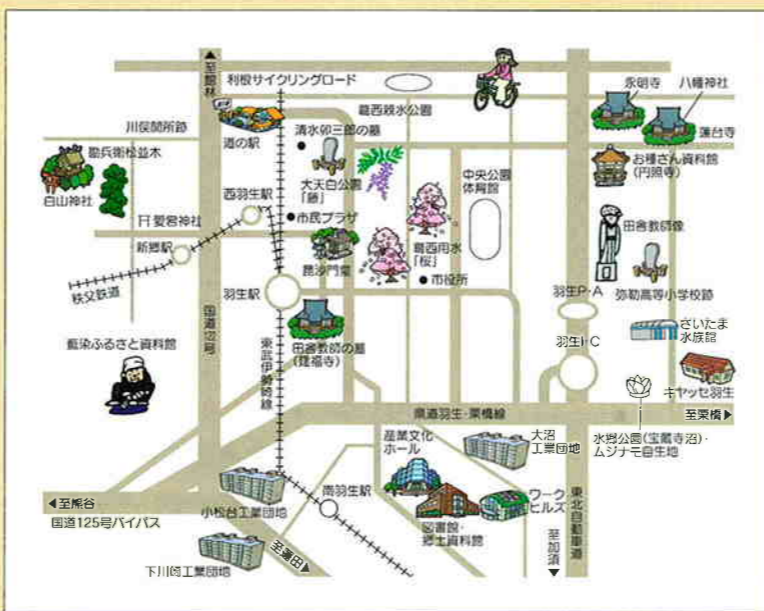 ▲至館林
利根サイクリングロード
葛西親水公園
永明寺
八幡神社
蓮台寺
川俣関所跡
道の駅
清水卯三郎の墓
勘兵衛松並木
白山神社
大天白公園
「藤」
中央公園
体育館
お種さん資料館
(円照寺)
西羽生駅
市民プラザ
愛宕神社
新郷駅
毘沙門堂
葛西用水
「桜」
市役所
田舎教師像
秩父鉄道
羽生駅
羽生P・A
弥勒高等小学校跡
国道122号
東武伊勢崎線
藍染ふるさと資料館
田舎教師の墓
(建福寺)
羽生I・C
さいたま
水族館
キヤッセ羽生
県道羽生・栗橋線
至栗橋▶
水郷公園(宝蔵寺沼)・
ムジナモ自生地
産業文化
ホール
大沼
工業団地
小松台工業団地
南羽生駅
図書館・
郷土資料館
ワーク
ヒルズ
東北自動車道
◀至熊谷
国道125号バイパス
至蓮田▶
至加須▼
下川崎工業団地